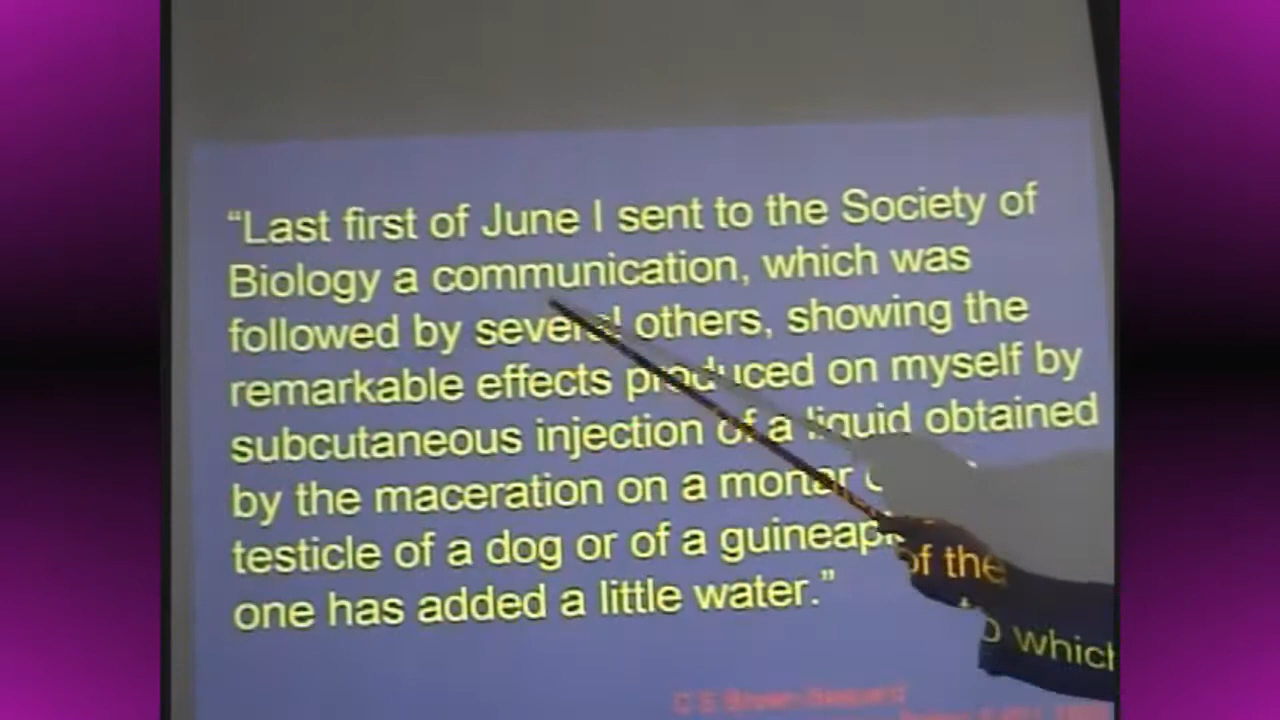 “Last first of June I sent to the Society of
Biology a communication, which was
followed by several others, showing the
remarkable effects produced on myself by
subcutaneous injection of a liquid obtained
by the maceration on a mortar of the
testicle of a dog or of a guineapig to which
one has added a little water.”